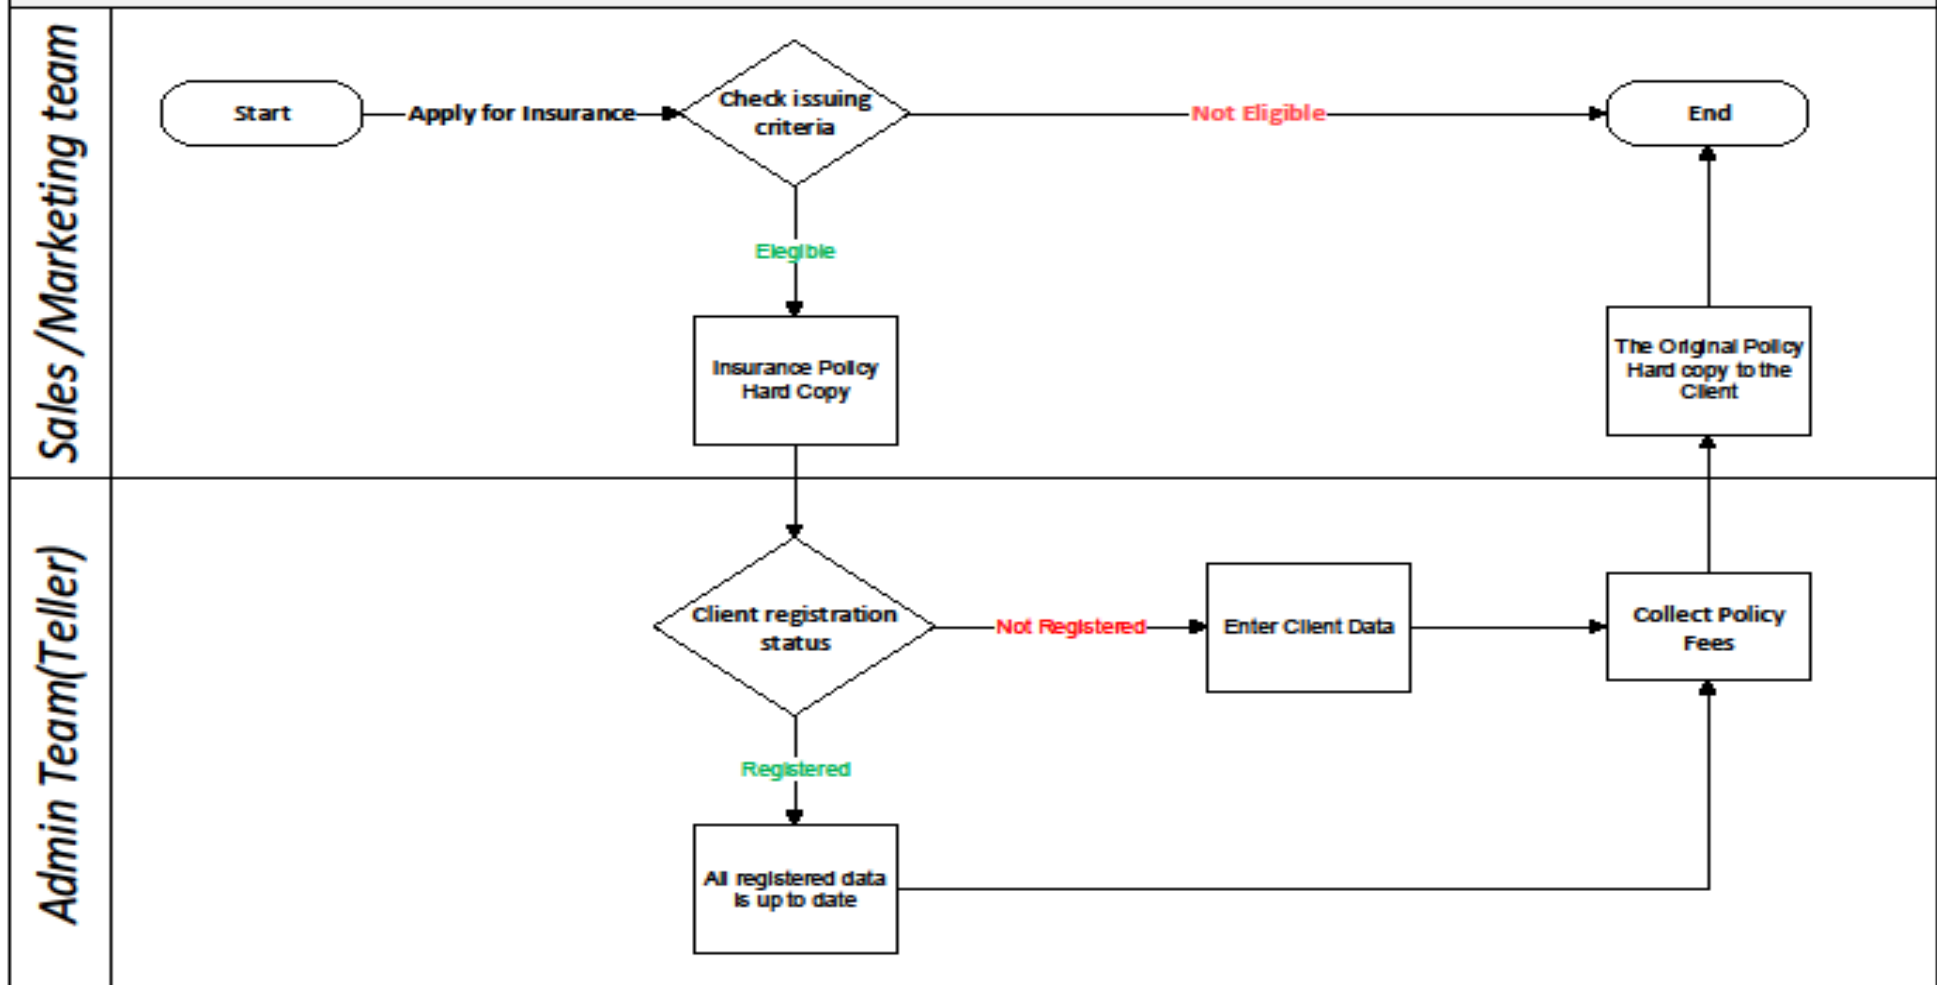 Sales /Marketing team
Start
Apply for Insurance
Check issuing
criteria
Not Eligible
End
Elegible
Insurance Policy
Hard Copy
The Original Policy
Hard copy to the
Client
Admin Team(Teller)
Client registration
status
Not Registered
Enter Client Data
Collect Policy
Fees
Registered
All registered data
is up to date